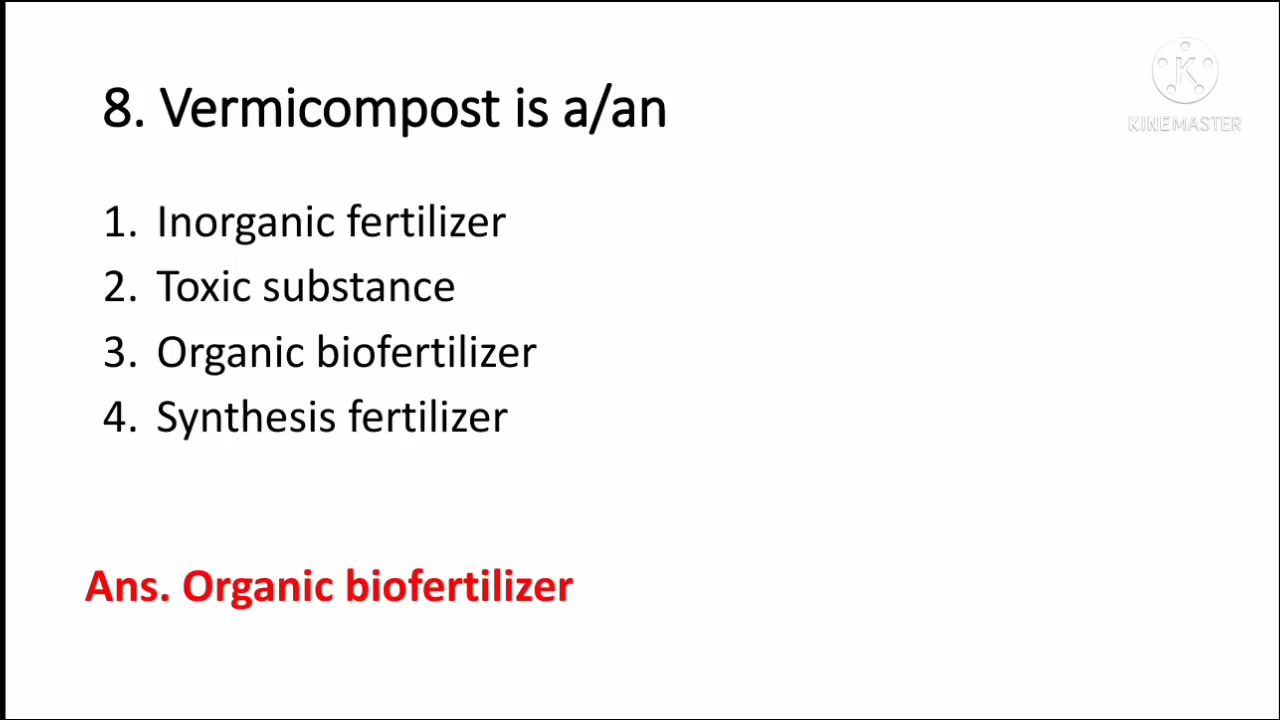 8. Vermicompost is a/an
K
KINEMASTER
1. Inorganic fertilizer
2. Toxic substance
3. Organic biofertilizer
4. Synthesis fertilizer
Ans. Organic biofertilizer